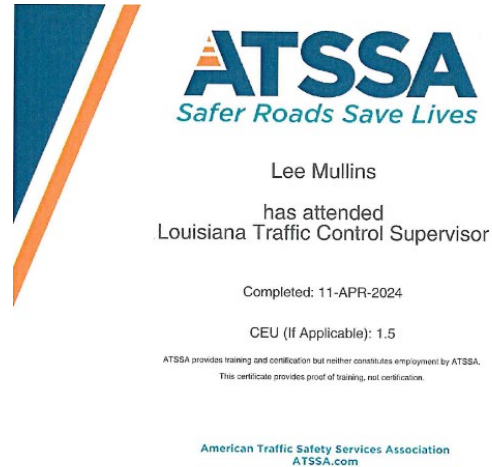 ATSSA
Safer Roads Save Lives
Lee Mullins
has attended
Louisiana Traffic Control Supervisor
Completed: 11-APR-2024
CEU (If Applicable): 1.5
ATSSA provides training and certification but neither constitutes employment by ATSSA.
This certificate provides proof of training, not certification.
American Traffic Safety Services Association
ATSSA.com